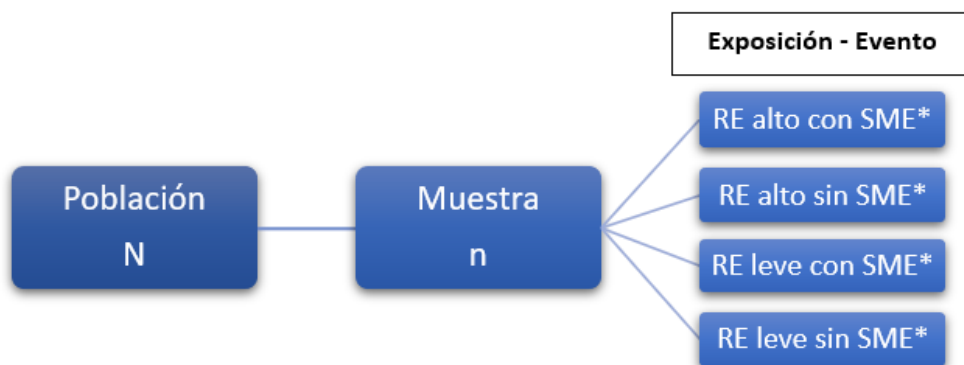 Exposición - Evento
RE alto con SME*
RE alto sin SME*
Población
N
Muestra
n
RE leve con SME*
RE leve sin SME*